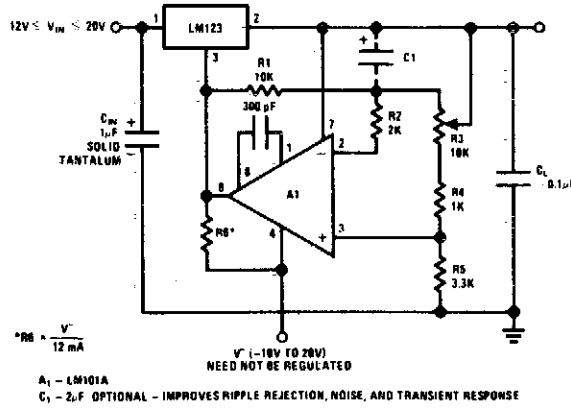 12V ≤ VIN ≤ 20V
1
LM123
2
3
R1
10K
+
C1
300 pF
CIN
1µF
SOLID
TANTALUM
+
−
R2
2K
R3
10K
7
2
−
1
8
6
A1
4
+
3
R4
1K
R5
3.3K
R6*
CL
0.1µF
*R6 = V−
12 mA
V− (−10V TO 20V)
NEED NOT BE REGULATED
A1 – LM101A
C1 – 2µF OPTIONAL – IMPROVES RIPPLE REJECTION, NOISE, AND TRANSIENT RESPONSE